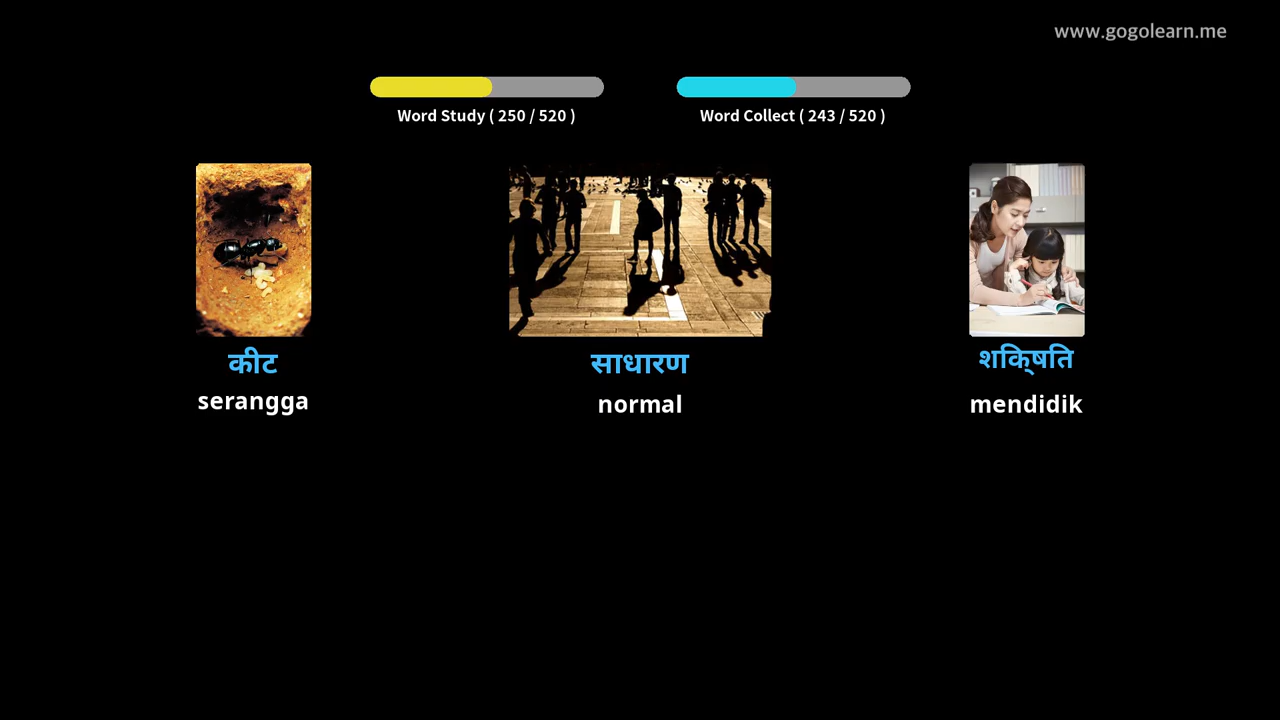 www.gogolearn.me
Word Study ( 250 / 520 )
Word Collect ( 243 / 520 )
कीट
साधारण
शक्षिति
serangga
normal
mendidik